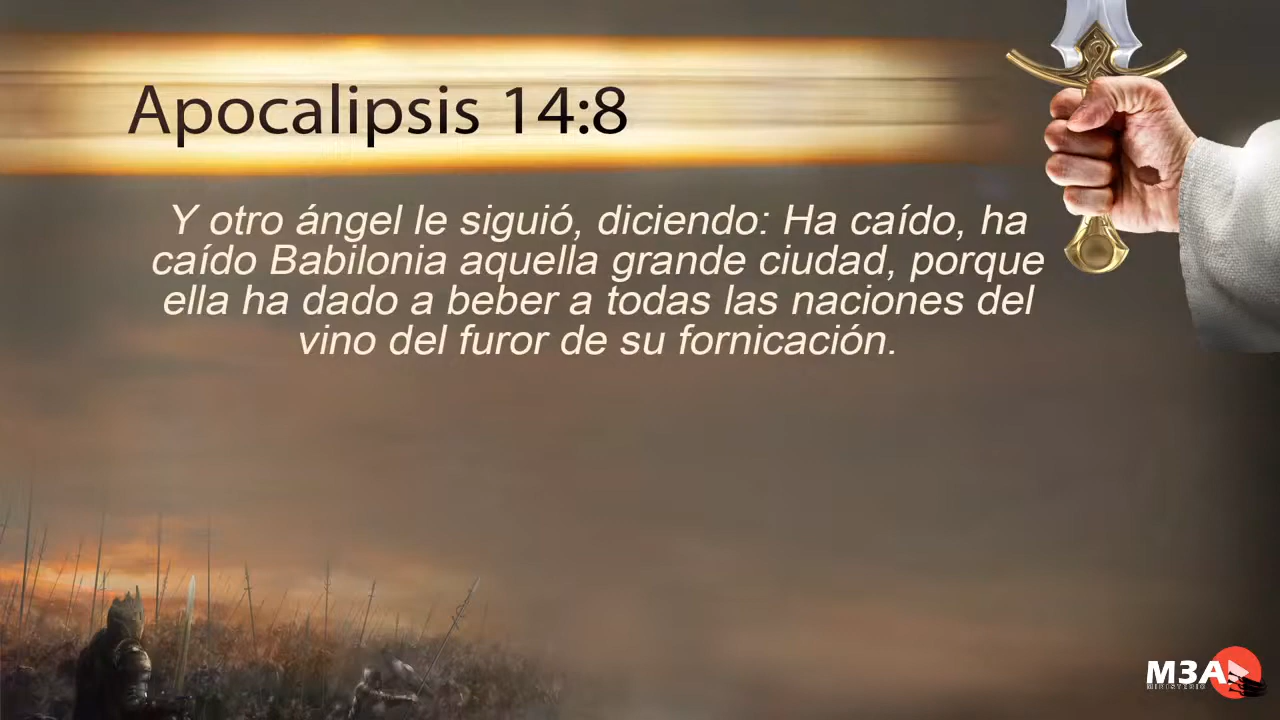 Apocalipsis 14:8
Y otro ángel le siguió, diciendo: Ha caído, ha
caído Babilonia aquella grande ciudad, porque
ella ha dado a beber a todas las naciones del
vino del furor de su fornicación.
M3A
MINISTERIO